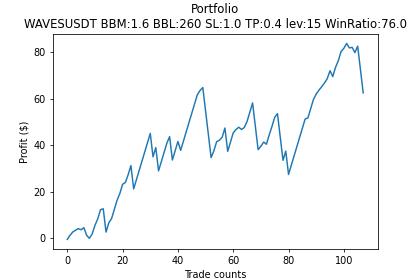 Portfolio
WAVESUSDT BBM:1.6 BBL:260 SL:1.0 TP:0.4 lev:15 WinRatio:76.0
Profit ($)
80
60
40
20
0
0 20 40 60 80 100
Trade counts